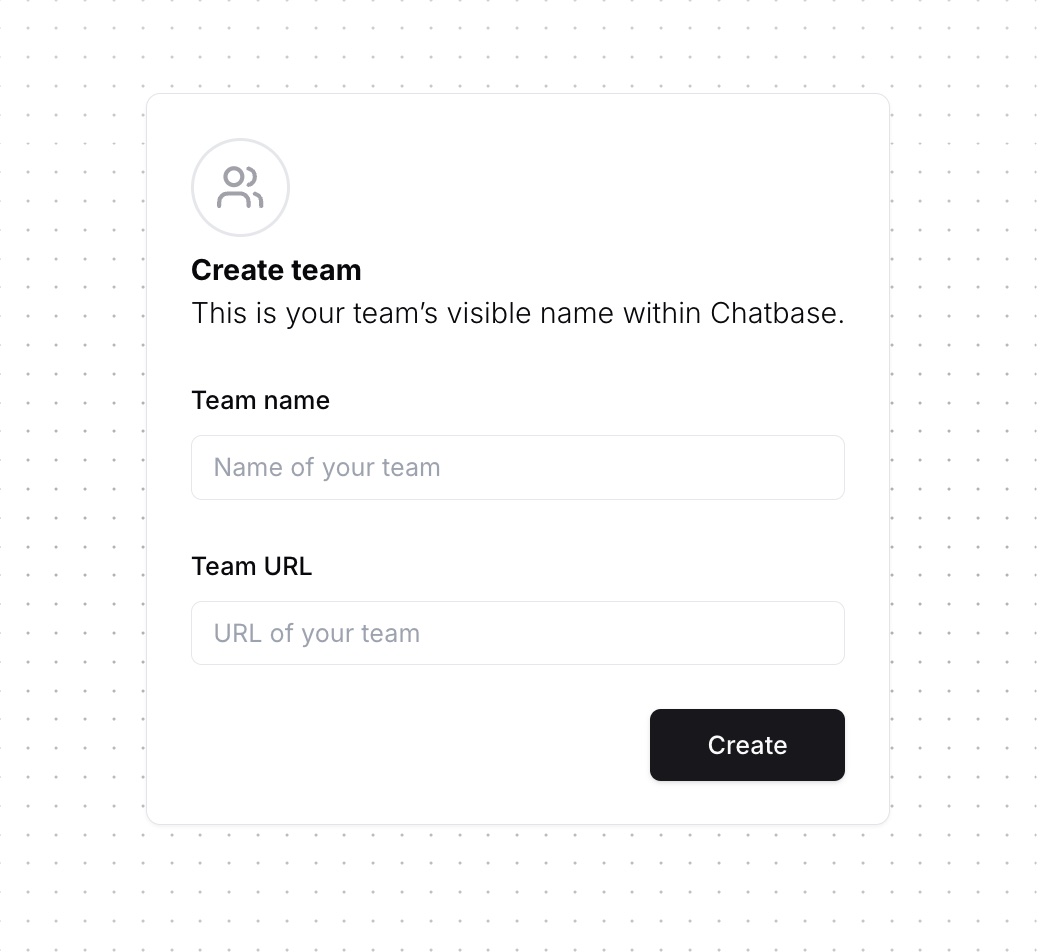 Create team
This is your team’s visible name within Chatbase.
Team name
Name of your team
Team URL
URL of your team
Create